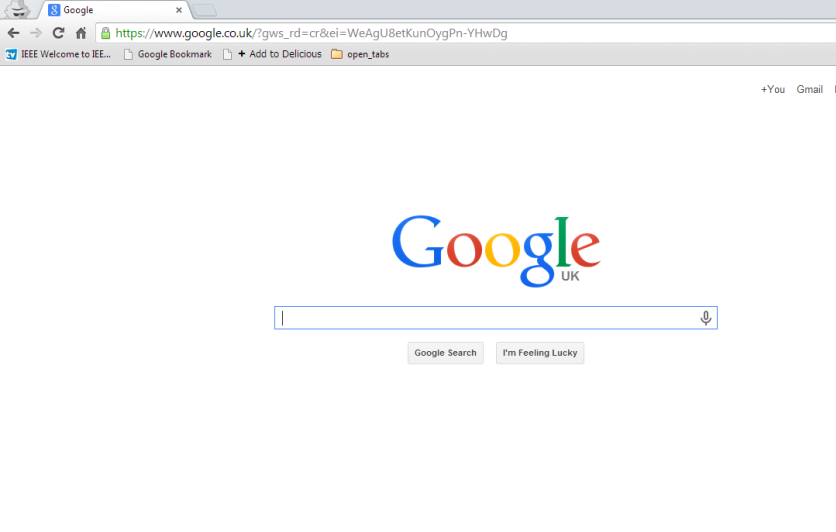 Google
https://www.google.co.uk/?gws_rd=cr&ei=WeAgU8etKunOygPn-YHwDg
IEEE Welcome to IEE... Google Bookmark + Add to Delicious open_tabs
+You Gmail
Google
UK
Google Search I'm Feeling Lucky